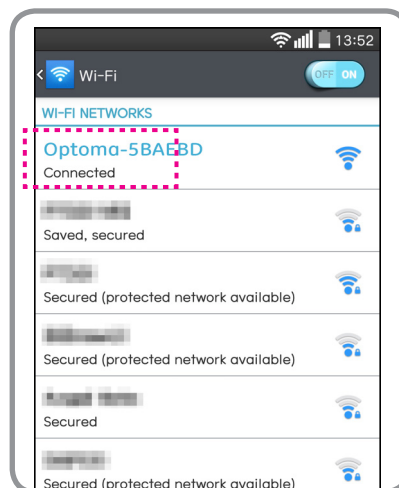 13:52
Wi-Fi
OFF ON
WI-FI NETWORKS
Optoma-5BAEBD
Connected
Saved, secured
Secured (protected network available)
Secured (protected network available)
Secured
Secured (protected network available)